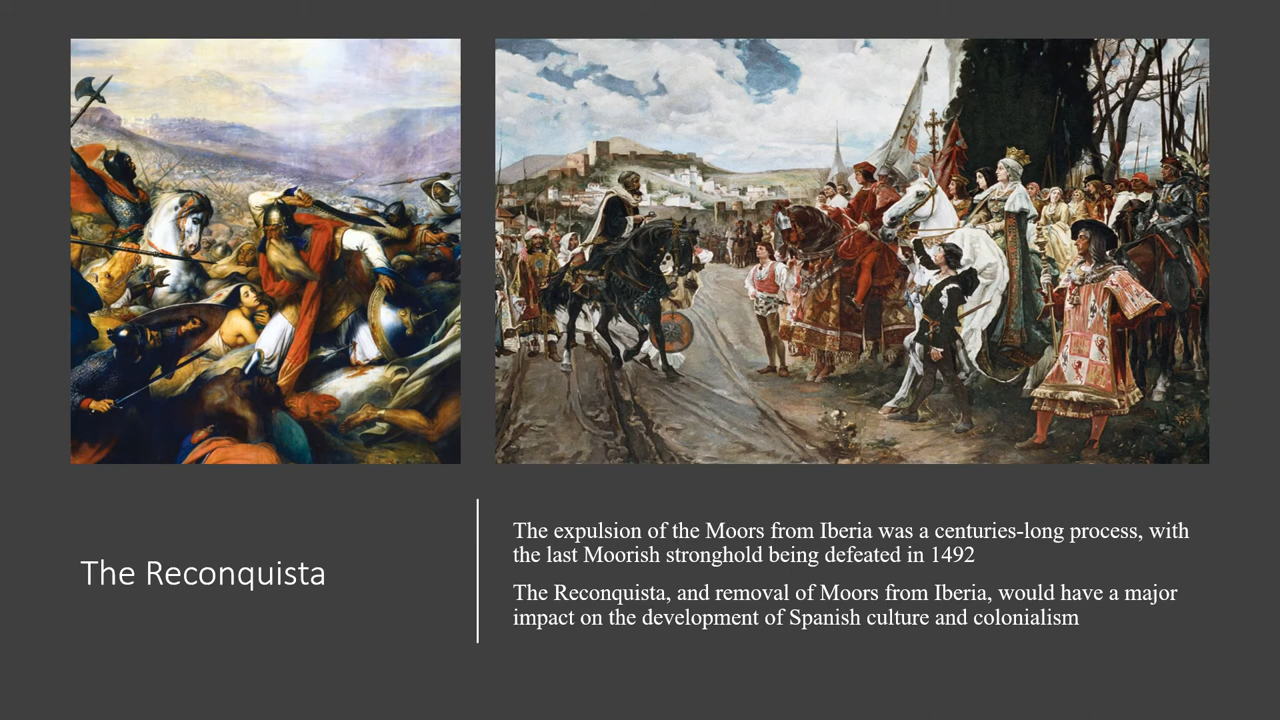 The Reconquista
The expulsion of the Moors from Iberia was a centuries-long process, with
the last Moorish stronghold being defeated in 1492
The Reconquista, and removal of Moors from Iberia, would have a major
impact on the development of Spanish culture and colonialism